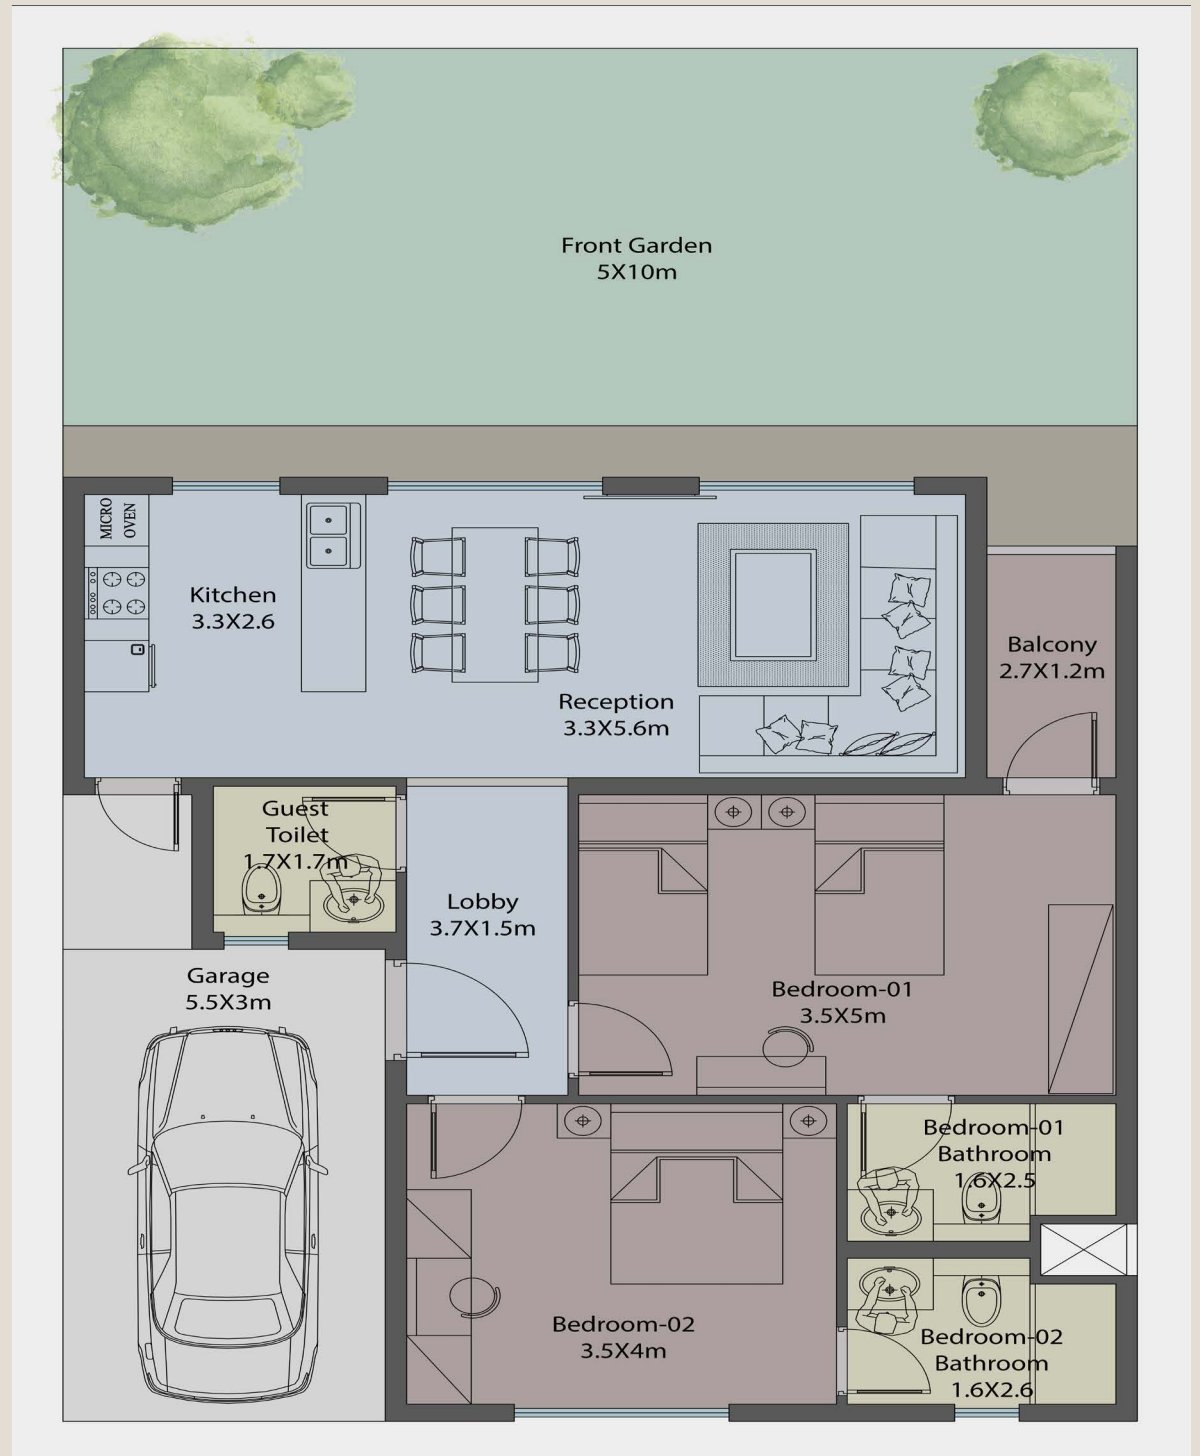 Front Garden
5X10m
MICRO
OVEN
Kitchen
3.3X2.6
Reception
3.3X5.6m
Balcony
2.7X1.2m
Guest
Toilet
1.7X1.7m
Lobby
3.7X1.5m
Garage
5.5X3m
Bedroom-01
3.5X5m
Bedroom-01
Bathroom
1.6X2.5
Bedroom-02
3.5X4m
Bedroom-02
Bathroom
1.6X2.6